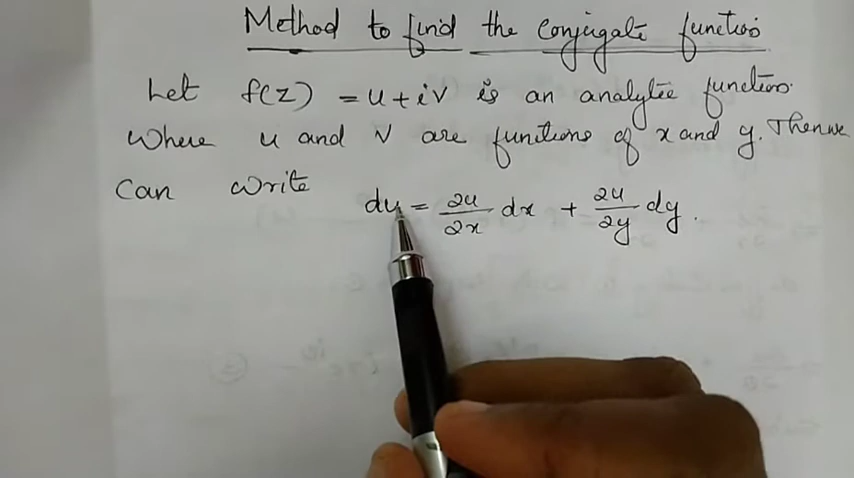 Method to find the Conjugate function
Let f(z) = u + iv is an analytic function.
Where u and v are functions of x and y. Then we
Can write du = ∂u/∂x dx + ∂u/∂y dy.